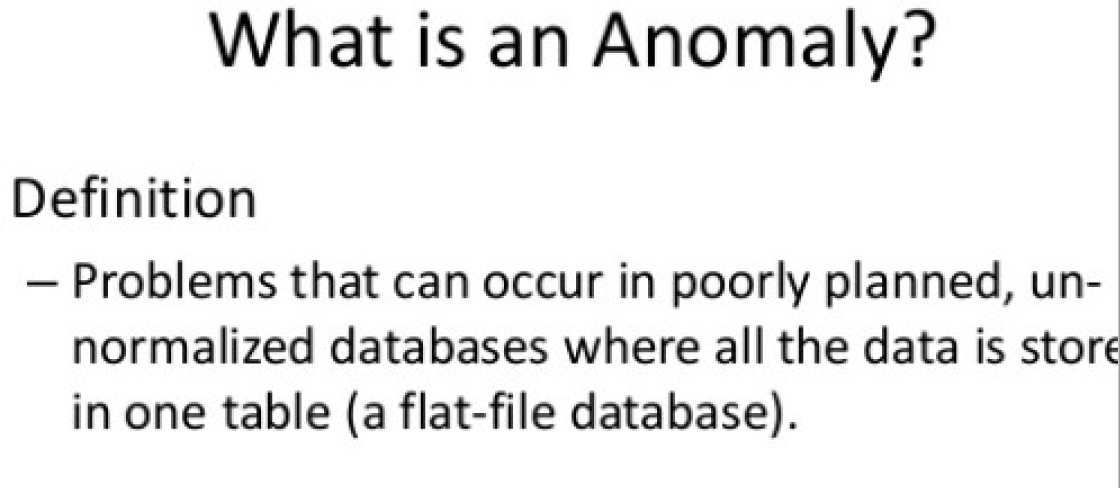 What is an Anomaly?
Definition
– Problems that can occur in poorly planned, un-
normalized databases where all the data is store
in one table (a flat-file database).